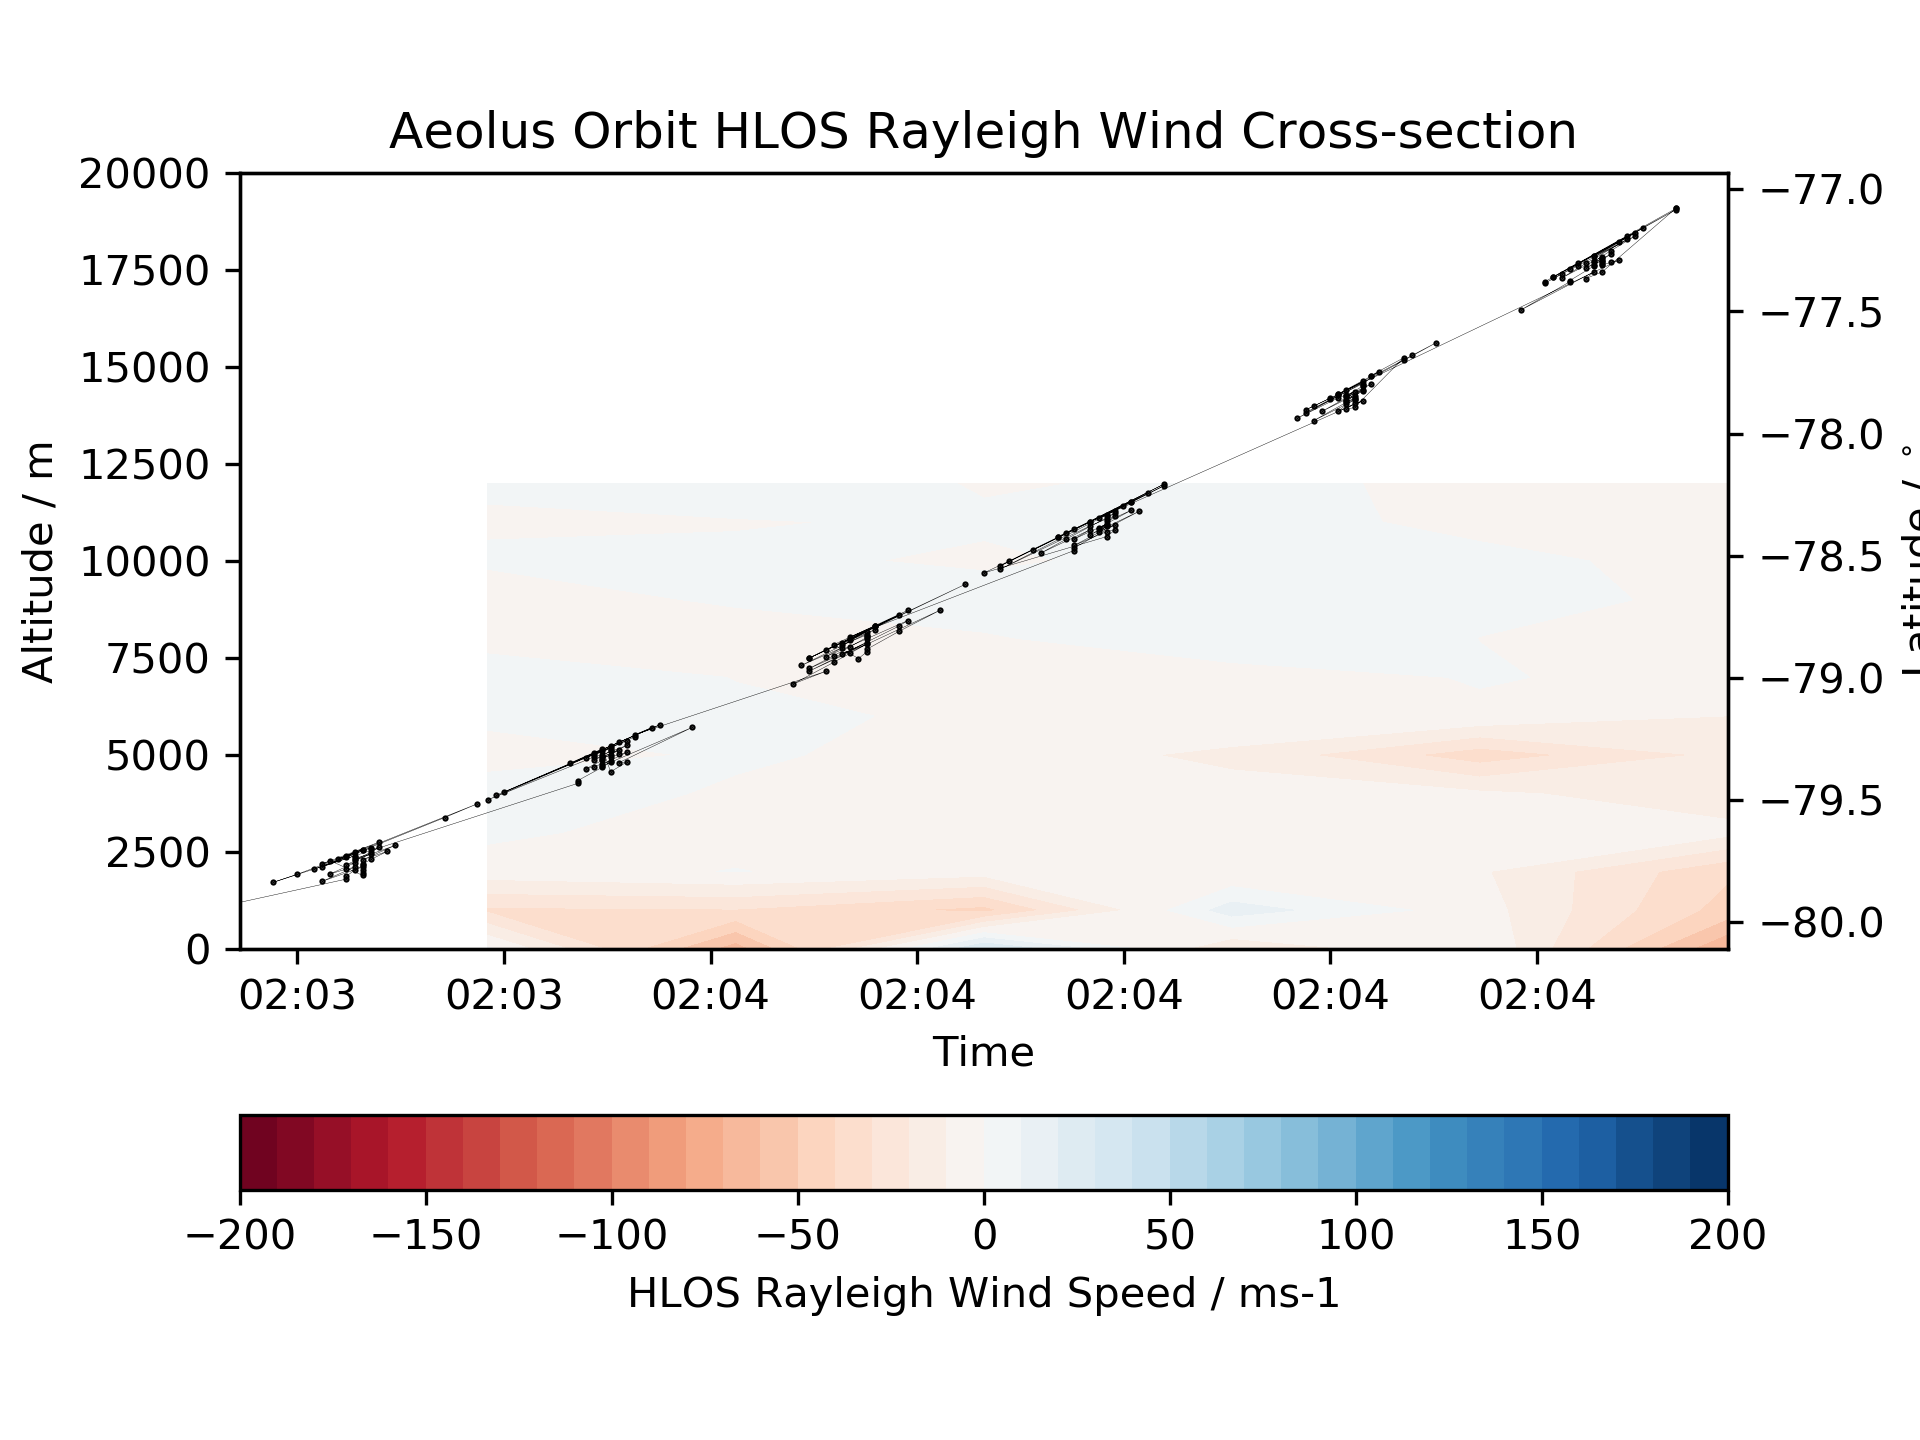 Aeolus Orbit HLOS Rayleigh Wind Cross-section
20000
17500
15000
12500
10000
7500
5000
2500
0
Altitude / m
−77.0
−77.5
−78.0
−78.5
−79.0
−79.5
−80.0
Latitude / °
02:03 02:03 02:04 02:04 02:04 02:04 02:04
Time
−200 −150 −100 −50 0 50 100 150 200
HLOS Rayleigh Wind Speed / ms-1